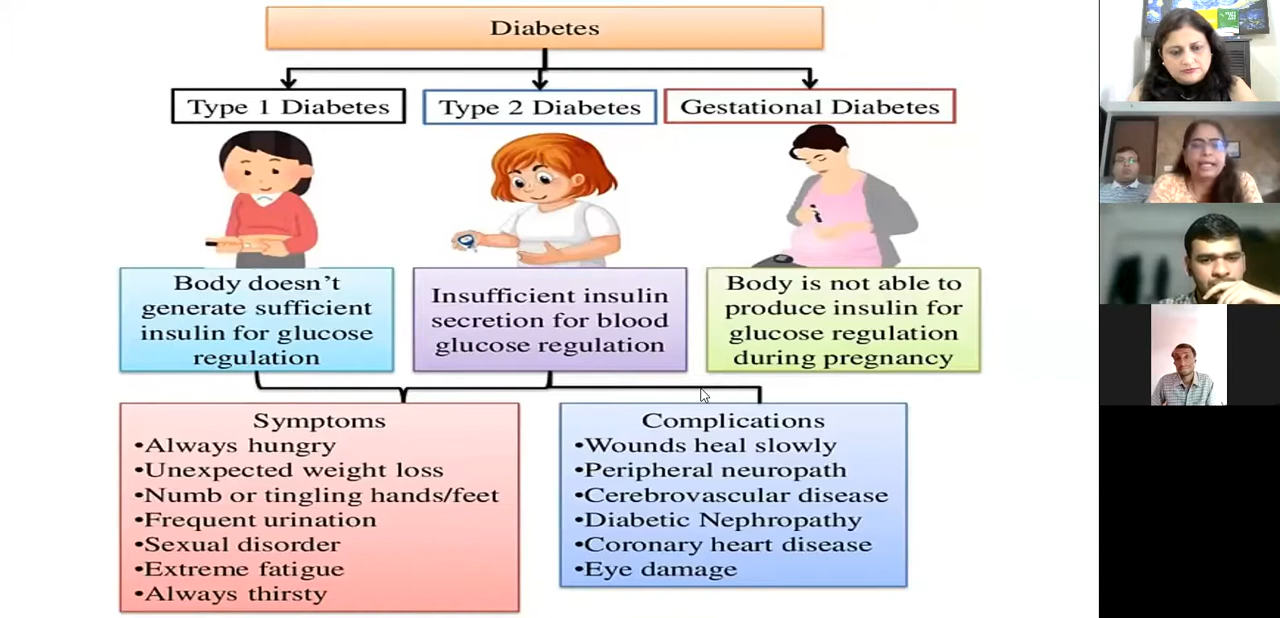 Diabetes
Type 1 Diabetes
Type 2 Diabetes
Gestational Diabetes
Body doesn't
generate sufficient
insulin for glucose
regulation
Insufficient insulin
secretion for blood
glucose regulation
Body is not able to
produce insulin for
glucose regulation
during pregnancy
Symptoms
•Always hungry
•Unexpected weight loss
•Numb or tingling hands/feet
•Frequent urination
•Sexual disorder
•Extreme fatigue
•Always thirsty
Complications
•Wounds heal slowly
•Peripheral neuropath
•Cerebrovascular disease
•Diabetic Nephropathy
•Coronary heart disease
•Eye damage